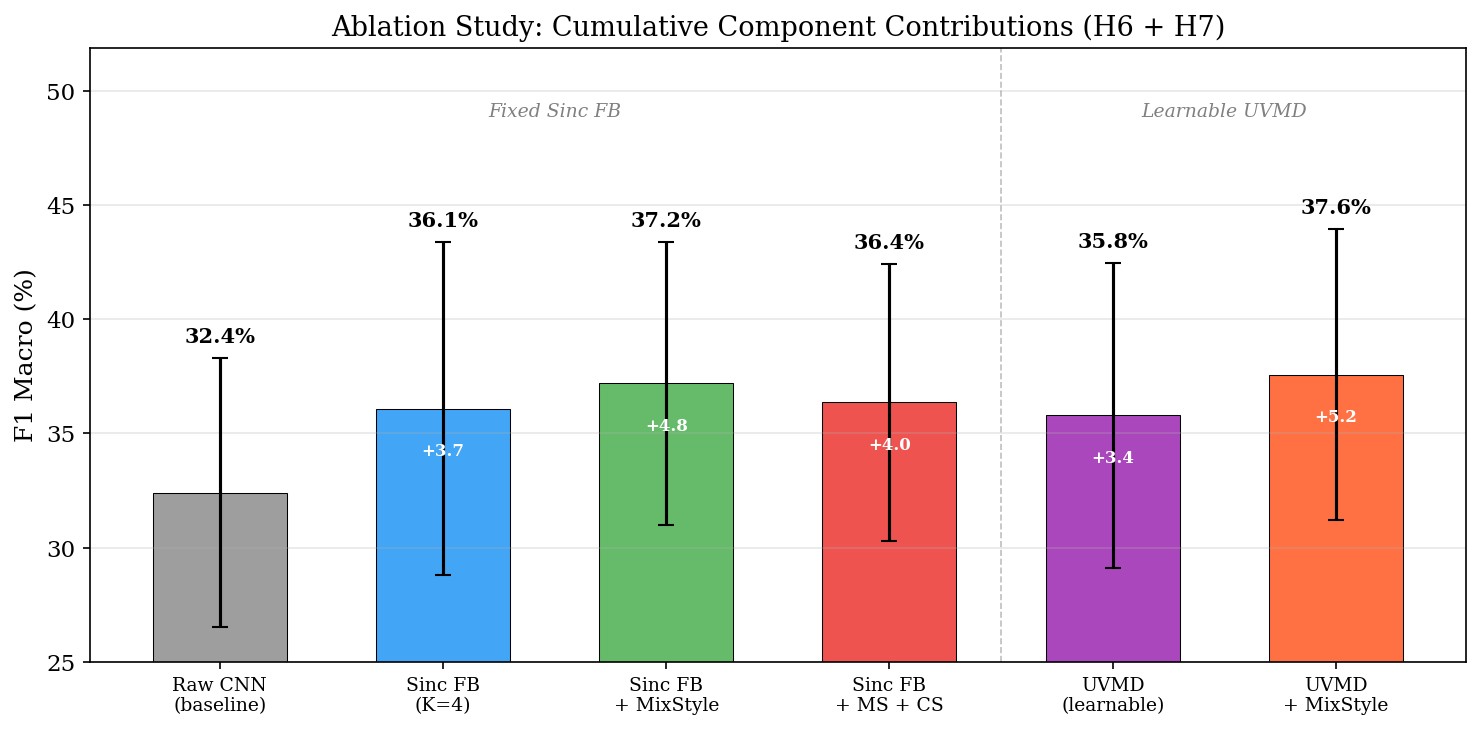 Ablation Study: Cumulative Component Contributions (H6 + H7)
F1 Macro (%)
50
45
40
35
30
25
Fixed Sinc FB
Learnable UVMD
32.4%
36.1%
37.2%
36.4%
35.8%
37.6%
+3.7
+4.8
+4.0
+3.4
+5.2
Raw CNN
(baseline)
Sinc FB
(K=4)
Sinc FB
+ MixStyle
Sinc FB
+ MS + CS
UVMD
(learnable)
UVMD
+ MixStyle